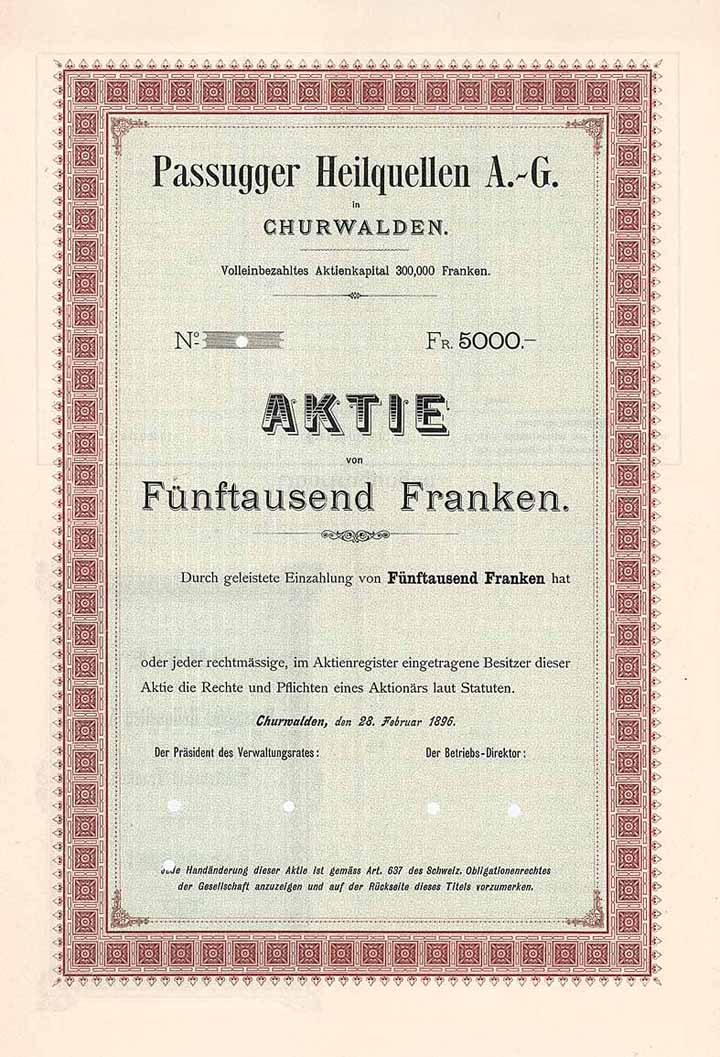 Passugger Heilquellen A.-G.
in
CHURWALDEN.
Volleinbezahltes Aktienkapital 300,000 Franken.
No. FR. 5000.–
AKTIE
von
Fünftausend Franken.
Durch geleistete Einzahlung von Fünftausend Franken hat
oder jeder rechtmässige, im Aktienregister eingetragene Besitzer dieser
Aktie die Rechte und Pflichten eines Aktionärs laut Statuten.
Churwalden, den 28. Februar 1896.
Der Präsident des Verwaltungsrates: Der Betriebs-Direktor:
Handänderung dieser Aktie ist gemäss Art. 637 des Schweiz. Obligationenrechtes
der Gesellschaft anzuzeigen und auf der Rückseite dieses Titels vorzumerken.